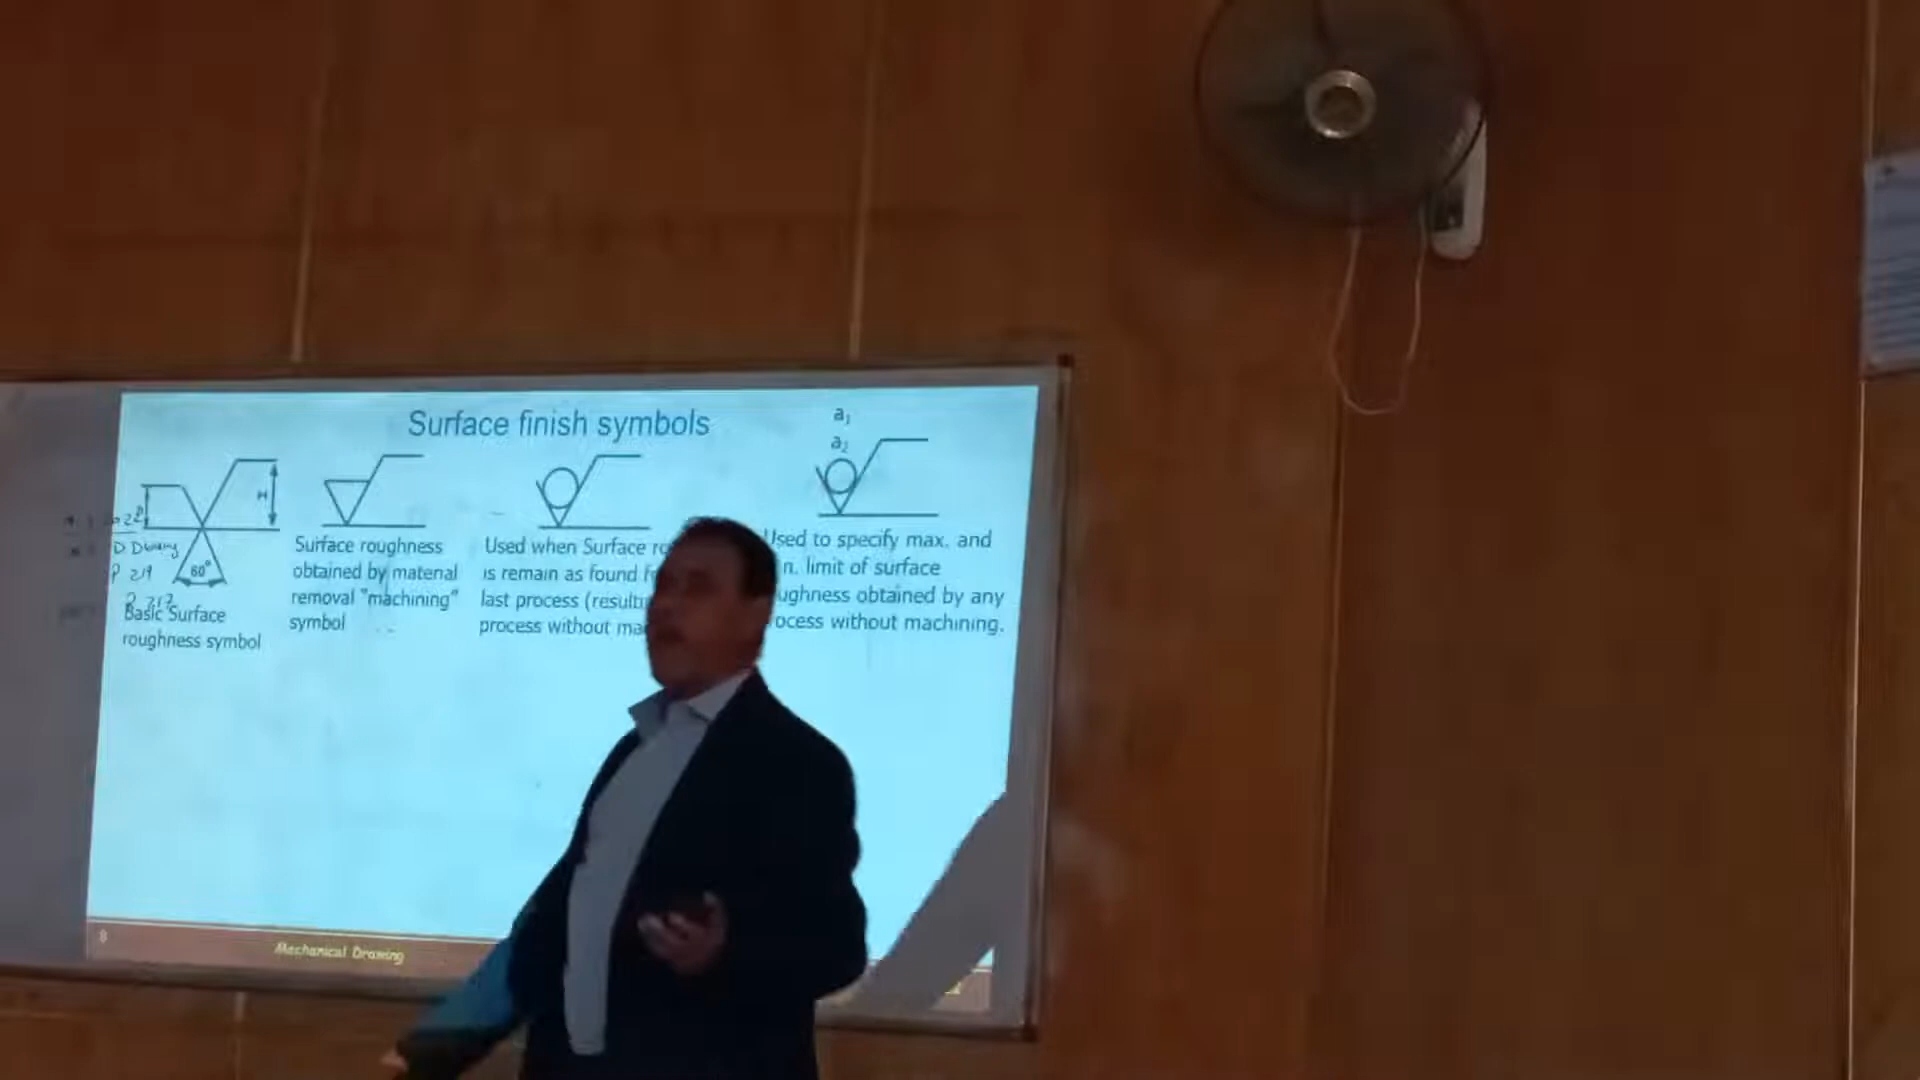 Surface finish symbols
a1
a2
H
60°
Basic Surface
roughness symbol
Surface roughness
obtained by material
removal "machining"
symbol
Used when Surface
is remain as found
last process
process without
Used to specify max. and
limit of surface
obtained by any
without machining.
P 219
8
Mechanical Drawing